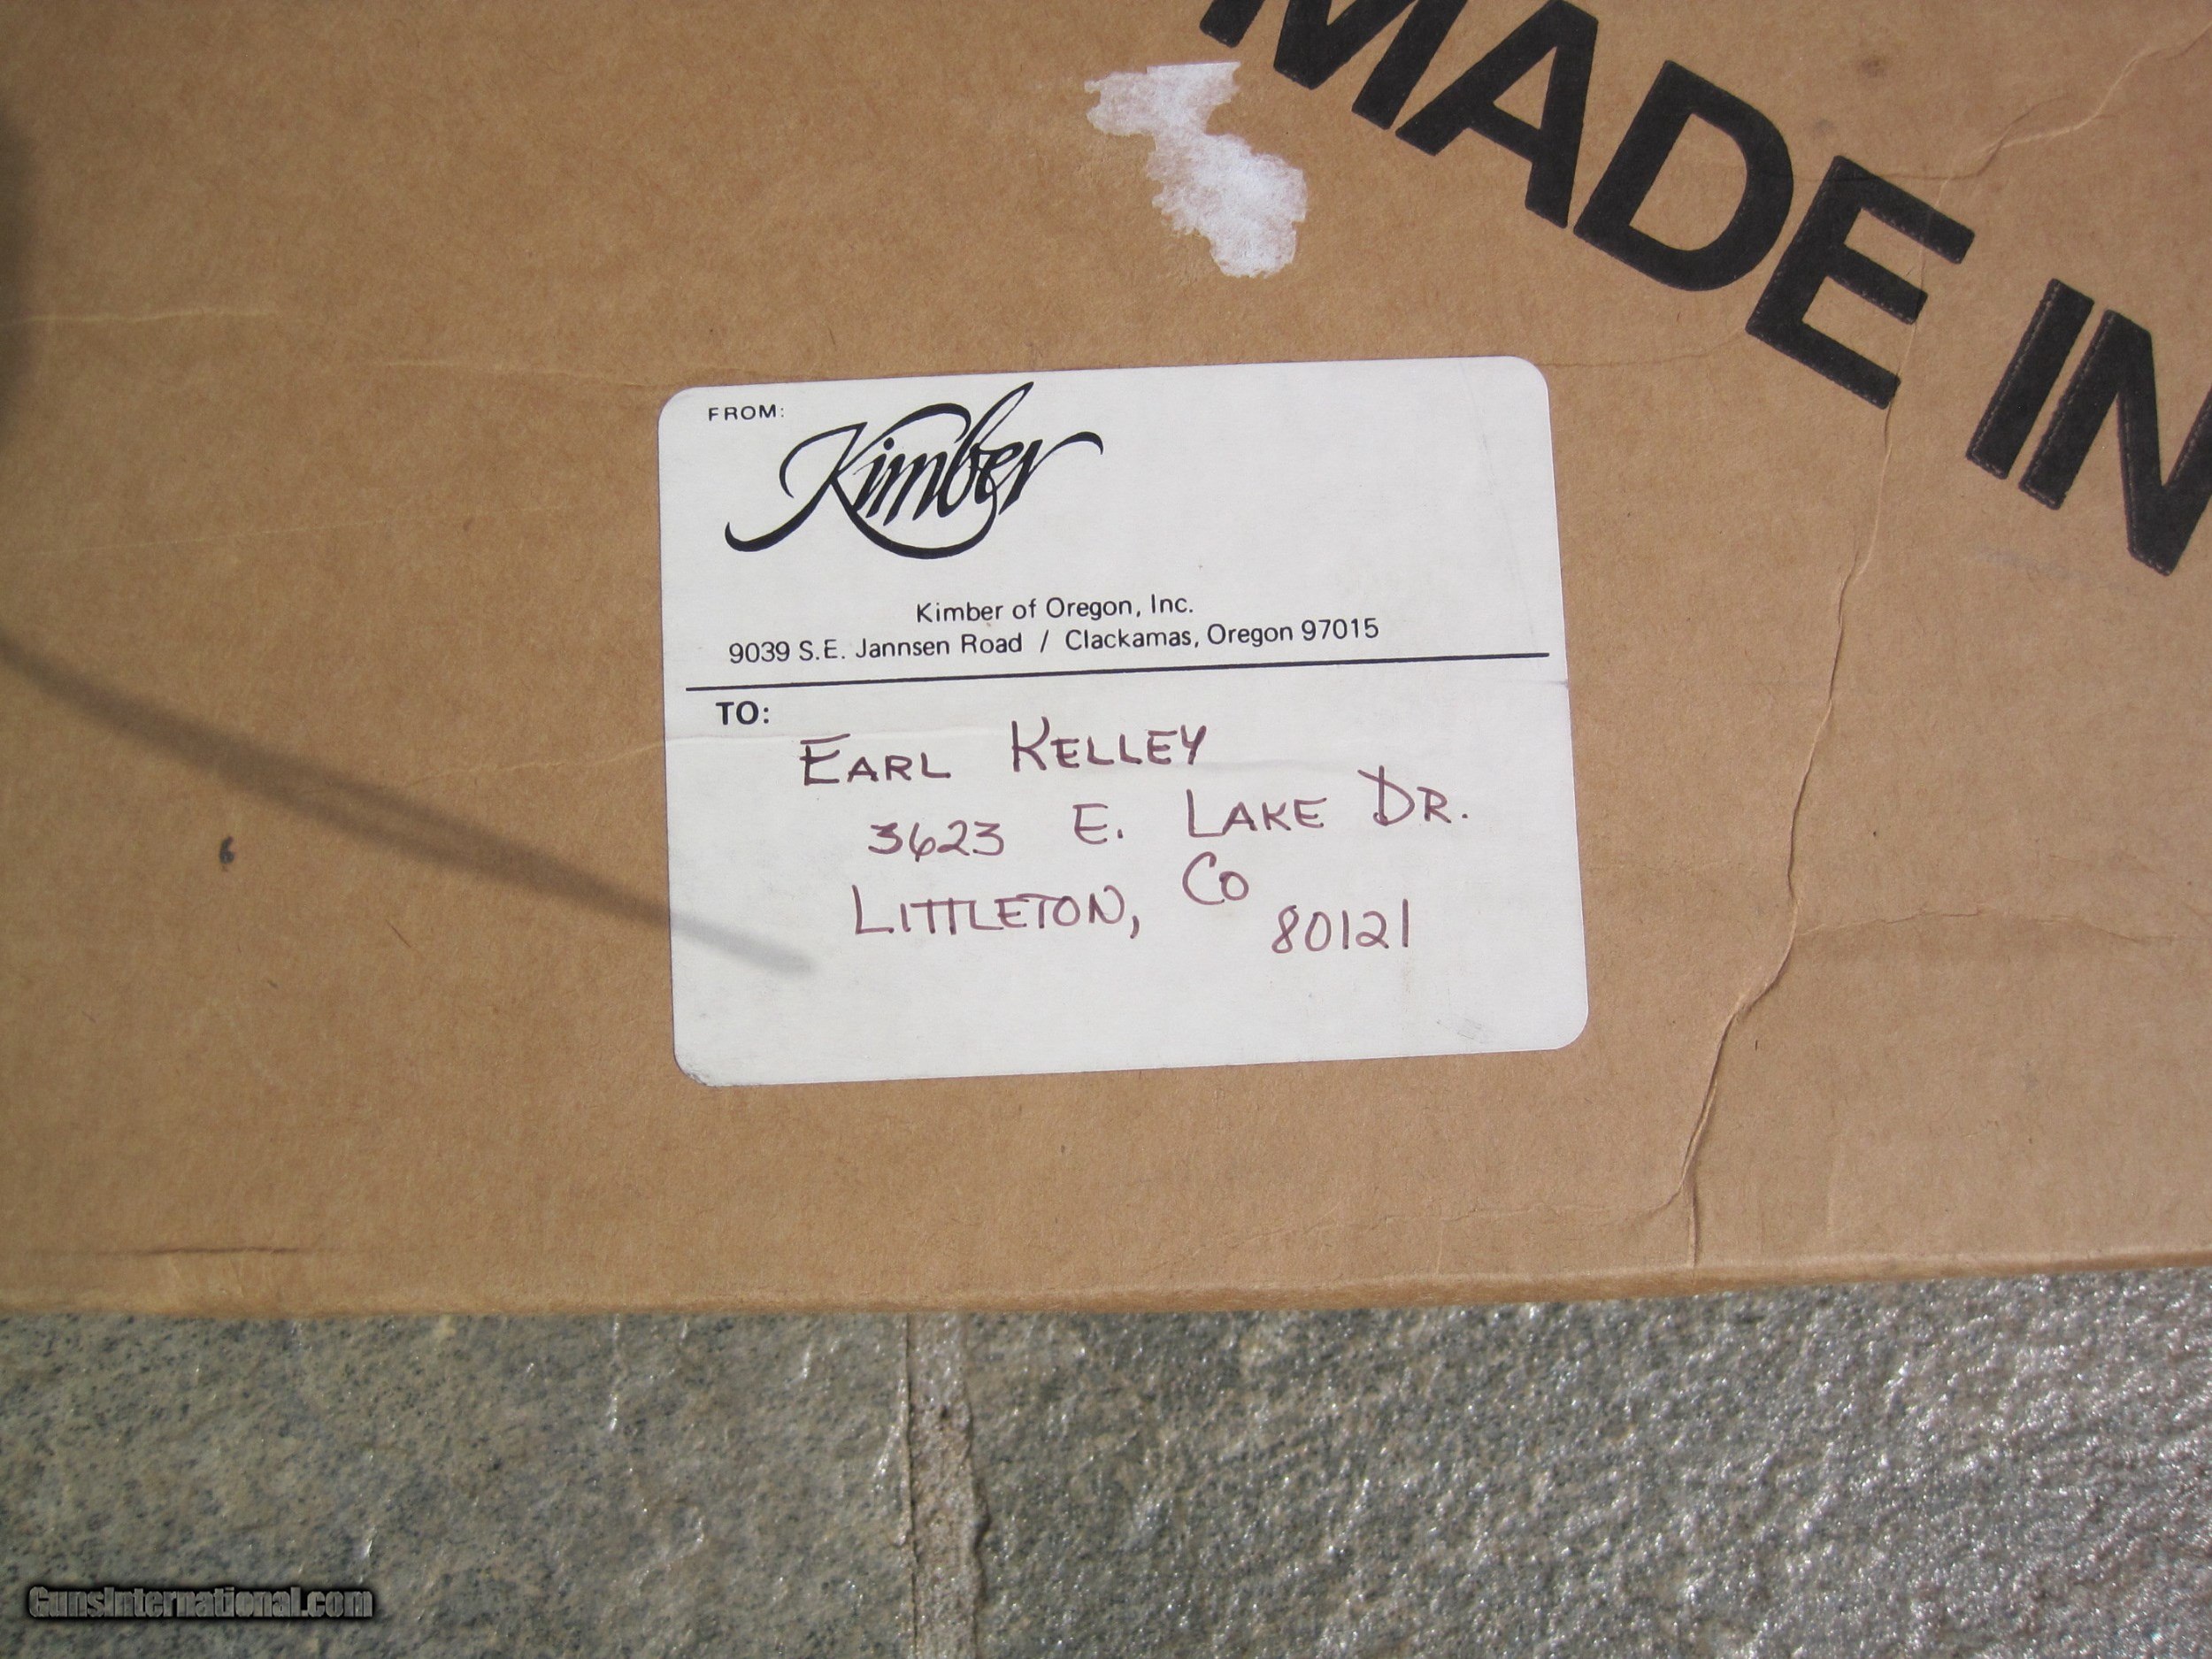 MADE IN
FROM:
Kimber
Kimber of Oregon, Inc.
9039 S.E. Jannsen Road / Clackamas, Oregon 97015
TO:
EARL KELLEY
3623 E. LAKE DR.
LITTLETON, CO
80121
6
GunsInternational.com